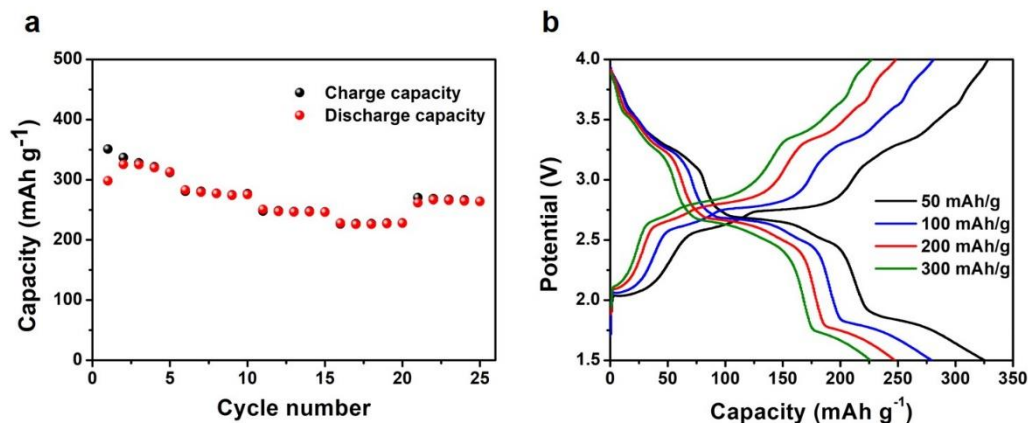 a
500
400
300
200
100
0
0
5
10
15
20
25
Capacity (mAh g⁻¹)
Cycle number
Charge capacity
Discharge capacity
b
4.0
3.5
3.0
2.5
2.0
1.5
0
50
100
150
200
250
300
350
Potential (V)
Capacity (mAh g⁻¹)
50 mAh/g
100 mAh/g
200 mAh/g
300 mAh/g